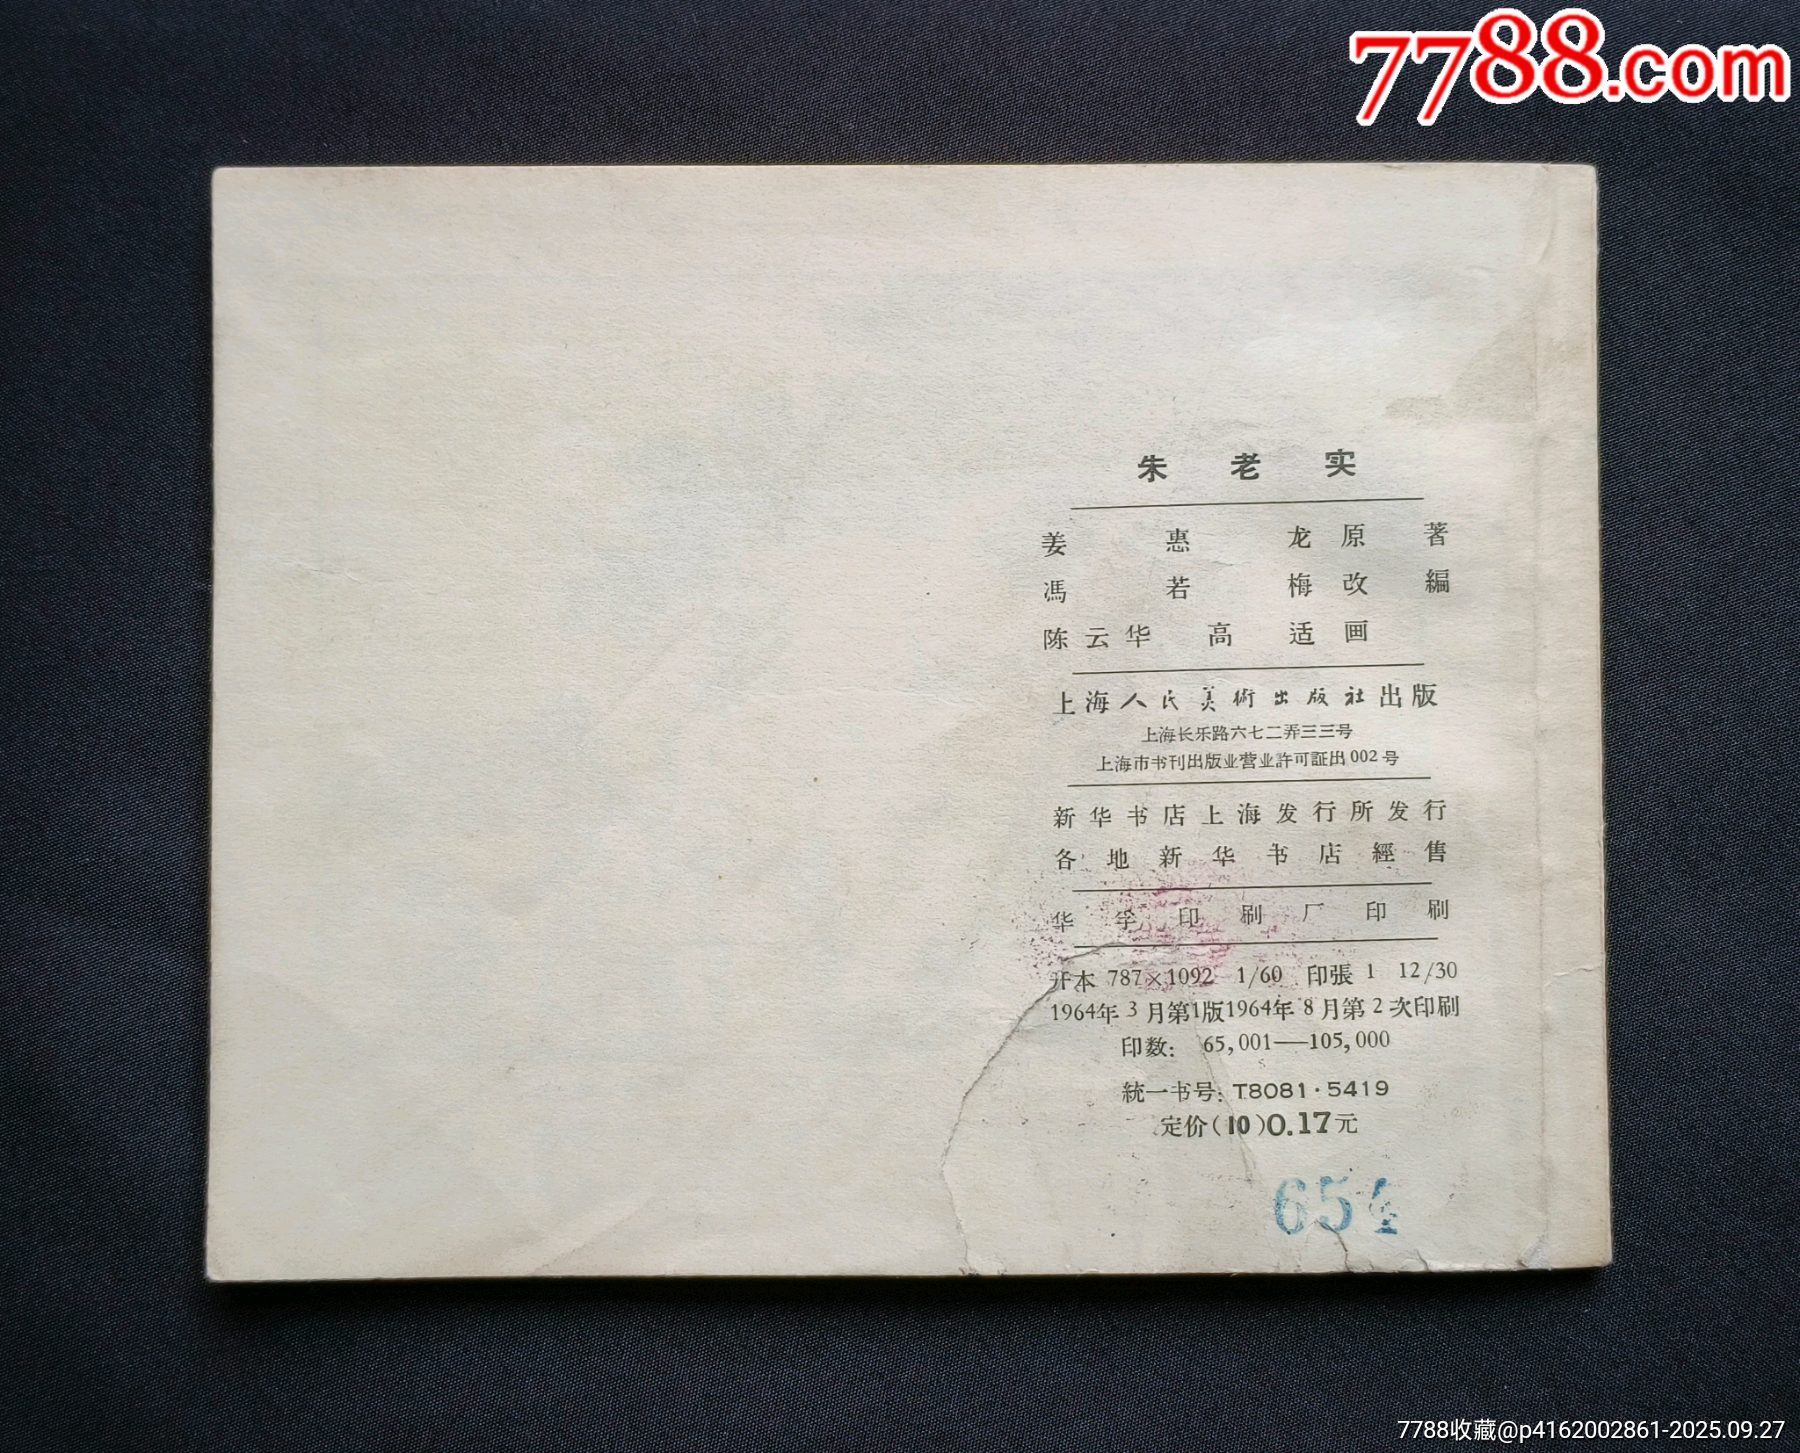 7788.com
朱老实
姜惠龙原著
馮若梅改編
陈云华 高适画
上海人民美術出版社出版
上海长乐路六七二弄三三号
上海市书刊出版业营业許可証出002号
新华书店上海发行所发行
各地新华书店經售
华孚印刷厂印刷
开本 787×1092 1/60 印張 1 12/30
1964年3月第1版1964年8月第2次印刷
印数: 65,001—105,000
統一书号: T8081·5419
定价(10)0.17元
654
7788收藏@p4162002861-2025.09.27